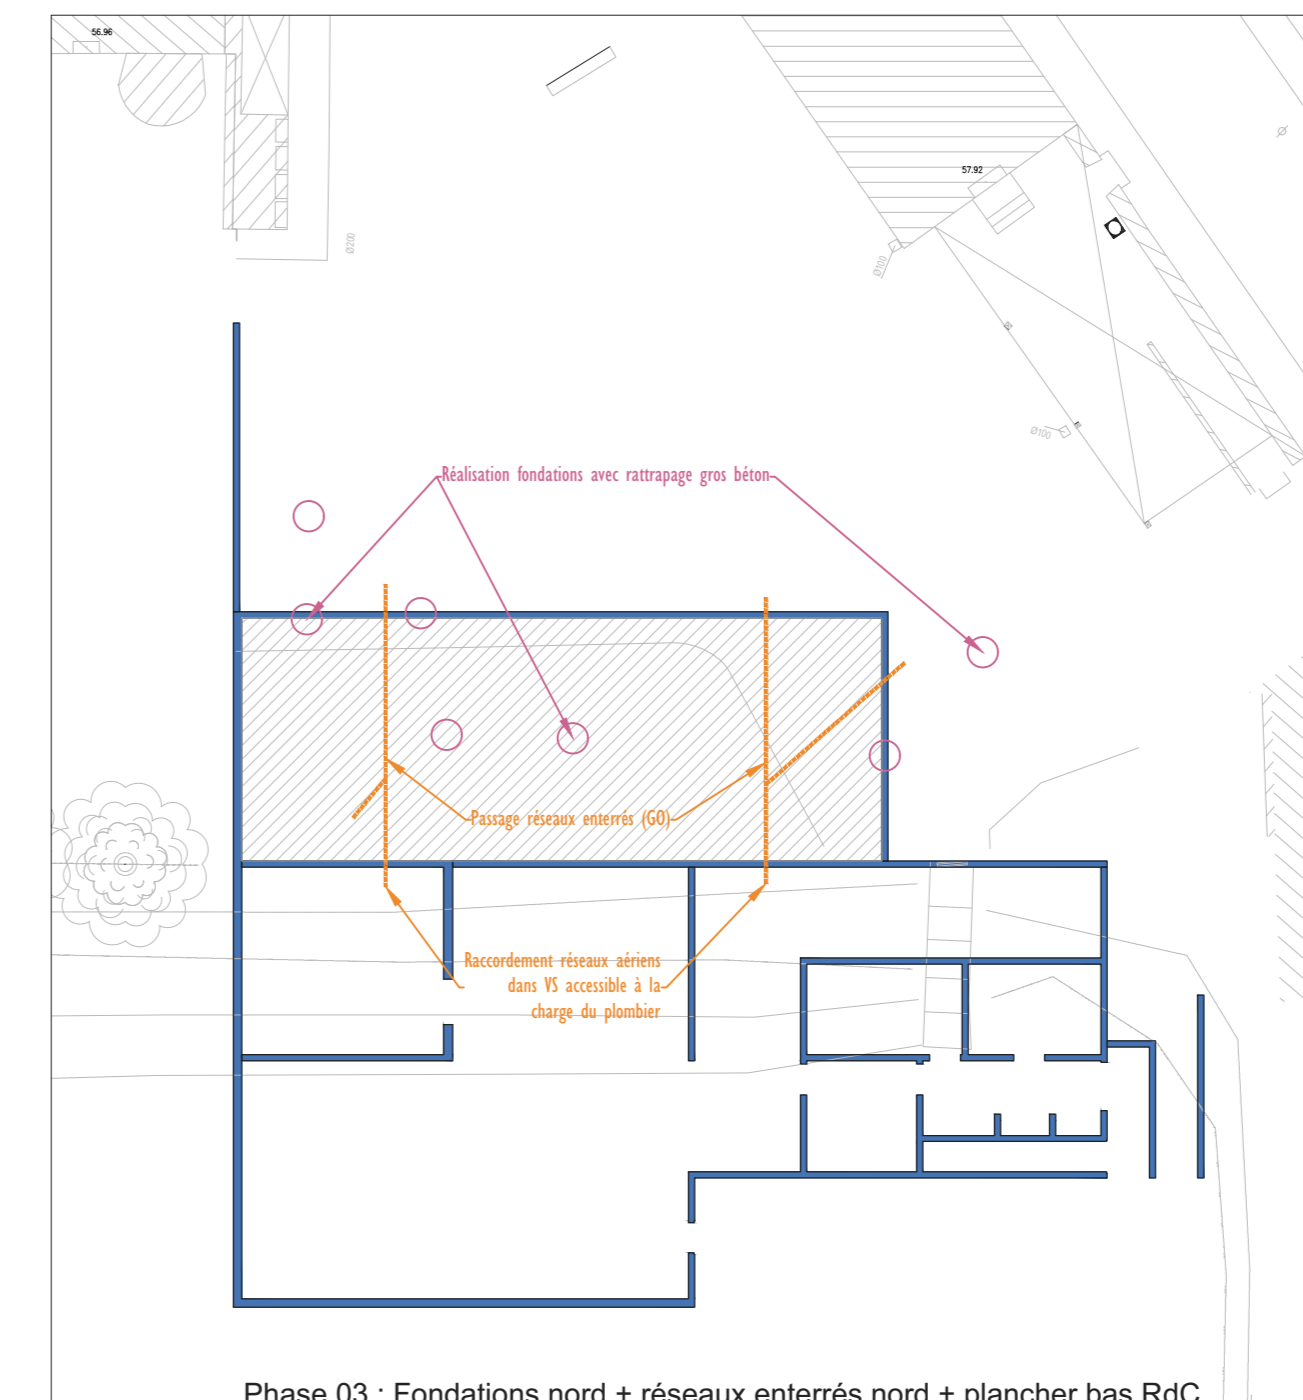 56.96
57.92
Ø200
Ø100
Ø100
Réalisation fondations avec rattrapage gros béton
Passage réseaux enterrés (GO)
Raccordement réseaux aériens
dans VS accessible à la
charge du plombier
Phase 03 : Fondations nord + réseaux enterrés nord + plancher bas RdC